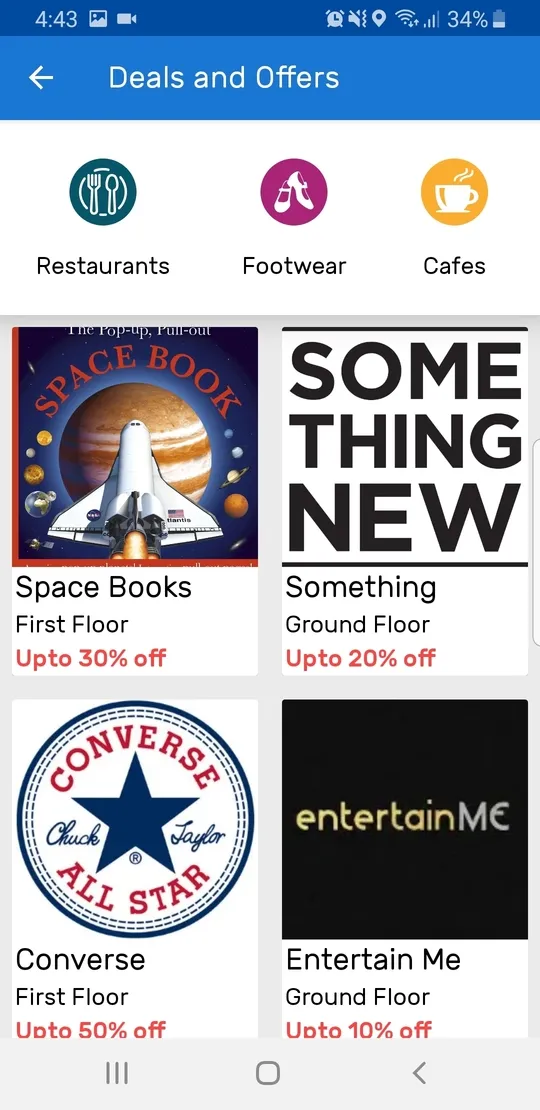 4:43
34%
Deals and Offers
Restaurants
Footwear
Cafes
The Pop-up, Pull-out
SPACE BOOK
atlantis
Space Books
First Floor
Upto 30% off
SOME
THING
NEW
Something
Ground Floor
Upto 20% off
CONVERSE
Chuck Taylor
®
ALL STAR
Converse
First Floor
Upto 50% off
entertainME
Entertain Me
Ground Floor
Upto 10% off